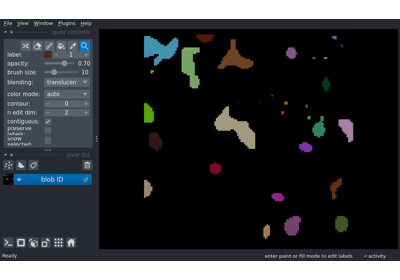 File View Window Plugins Help
layer controls
label: 1
opacity: 0.70
brush size: 10
blending: translucen
color mode: auto
contour: 0
n edit dim: 2
contiguous:
preserve
labels:
show
selected:
layer list
blob ID
Ready
enter paint or fill mode to edit labels
activity